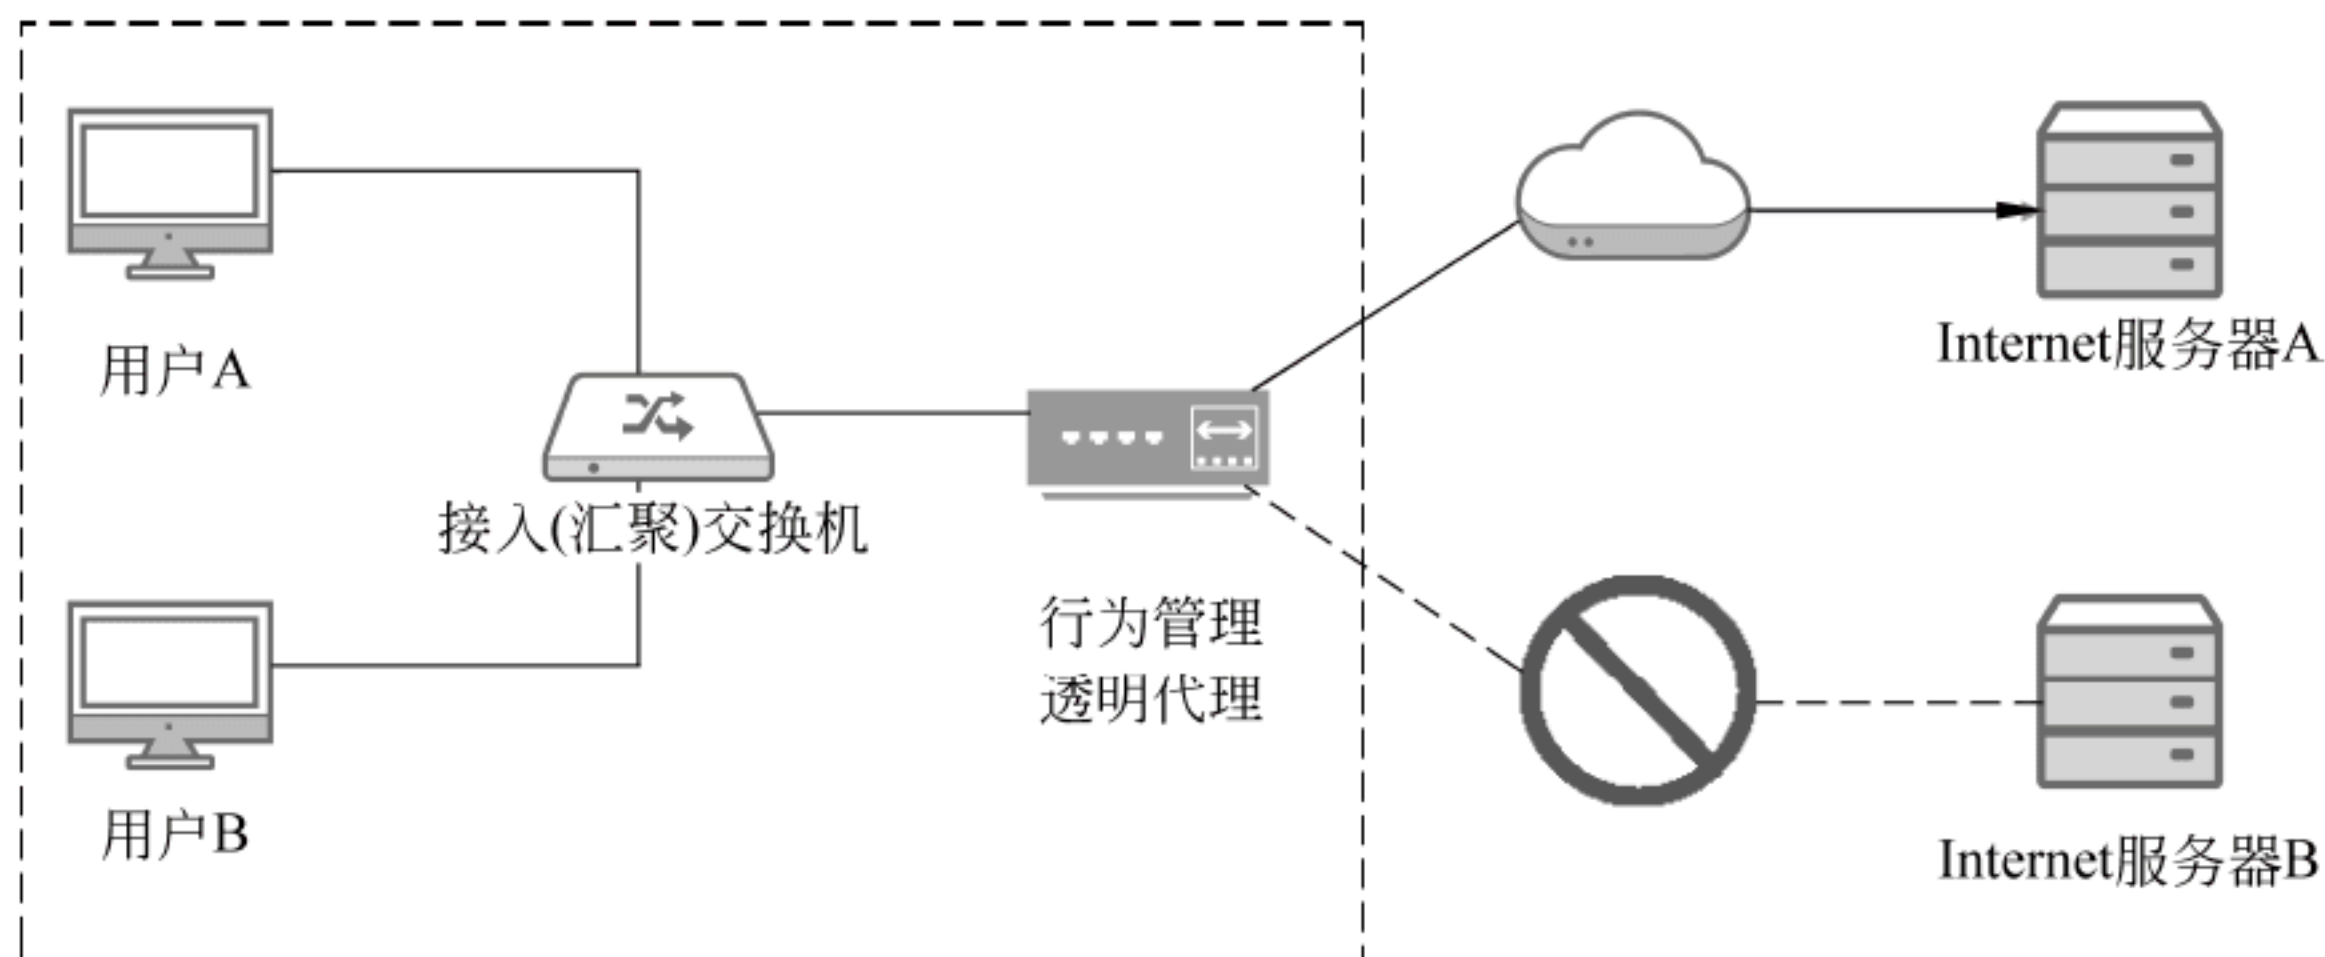 用户A
Internet服务器A
接入(汇聚)交换机
行为管理
透明代理
用户B
Internet服务器B